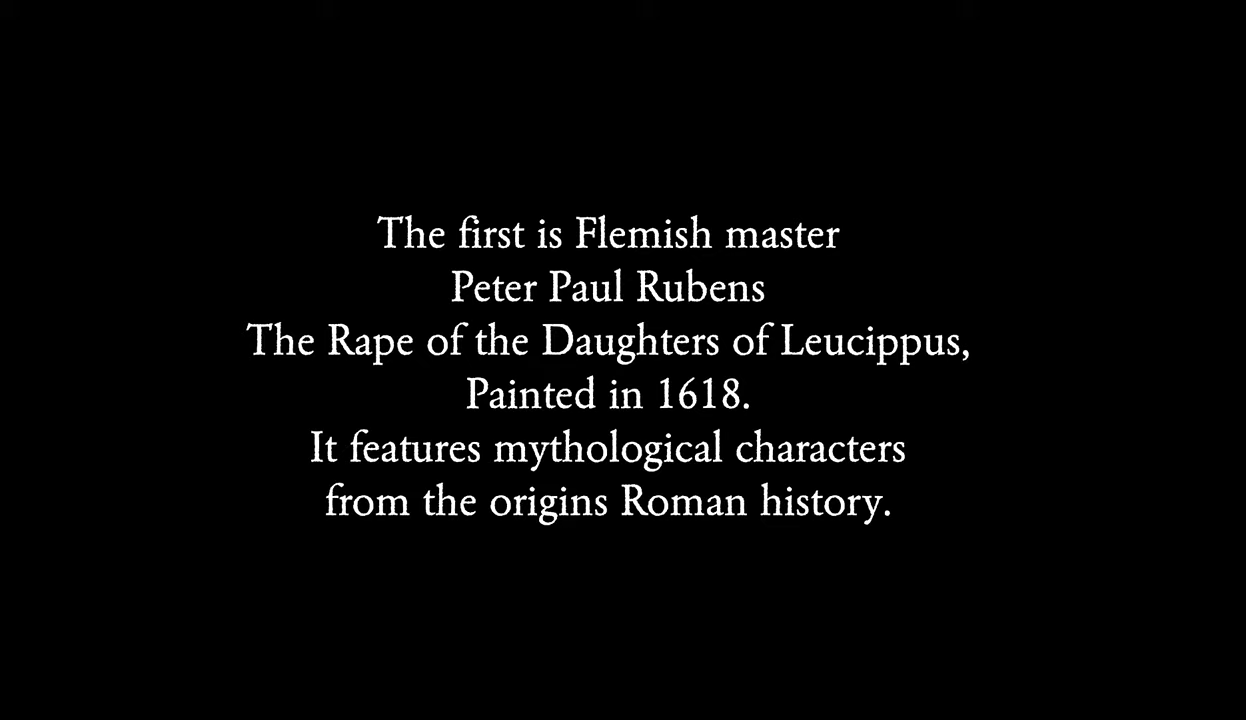 The first is Flemish master
Peter Paul Rubens
The Rape of the Daughters of Leucippus,
Painted in 1618.
It features mythological characters
from the origins Roman history.